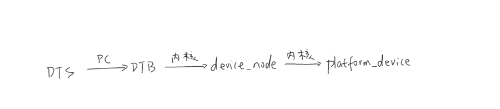 DTS PC→ DTB 内核→ device_node 内核→ platform_device